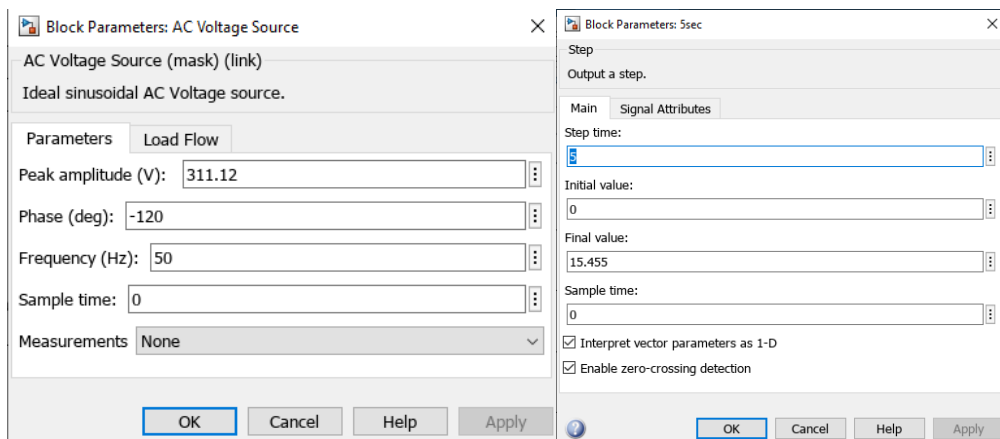 Block Parameters: AC Voltage Source
AC Voltage Source (mask) (link)
Ideal sinusoidal AC Voltage source.
Parameters Load Flow
Peak amplitude (V): 311.12
Phase (deg): -120
Frequency (Hz): 50
Sample time: 0
Measurements None
OK Cancel Help Apply
Block Parameters: 5sec
Step
Output a step.
Main Signal Attributes
Step time:
5
Initial value:
0
Final value:
15.455
Sample time:
0
Interpret vector parameters as 1-D
Enable zero-crossing detection
OK Cancel Help Apply